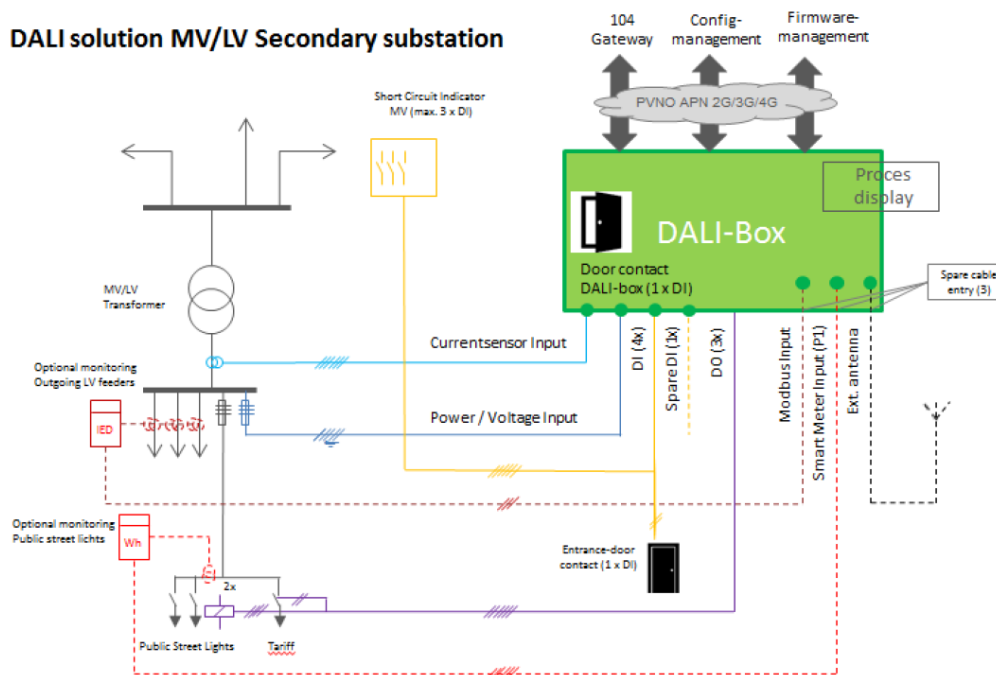 DALI solution MV/LV Secondary substation
104
Gateway
Config-
management
Firmware-
management
PVNO APN 2G/3G/4G
Short Circuit Indicator
MV (max. 3 x DI)
Proces
display
DALI-Box
Door contact
DALI-box (1 x DI)
Spare cable
entry (3)
MV/LV
Transformer
Currentsensor Input
DI (4x)
Spare DI (1x)
DO (3x)
Modbus Input
Smart Meter Input (P1)
Ext. antenna
Optional monitoring
Outgoing LV feeders
IED
Power / Voltage Input
Optional monitoring
Public street lichts
Wh
Entrance-door
contact (1 x DI)
2x
Public Street Lights
Tariff